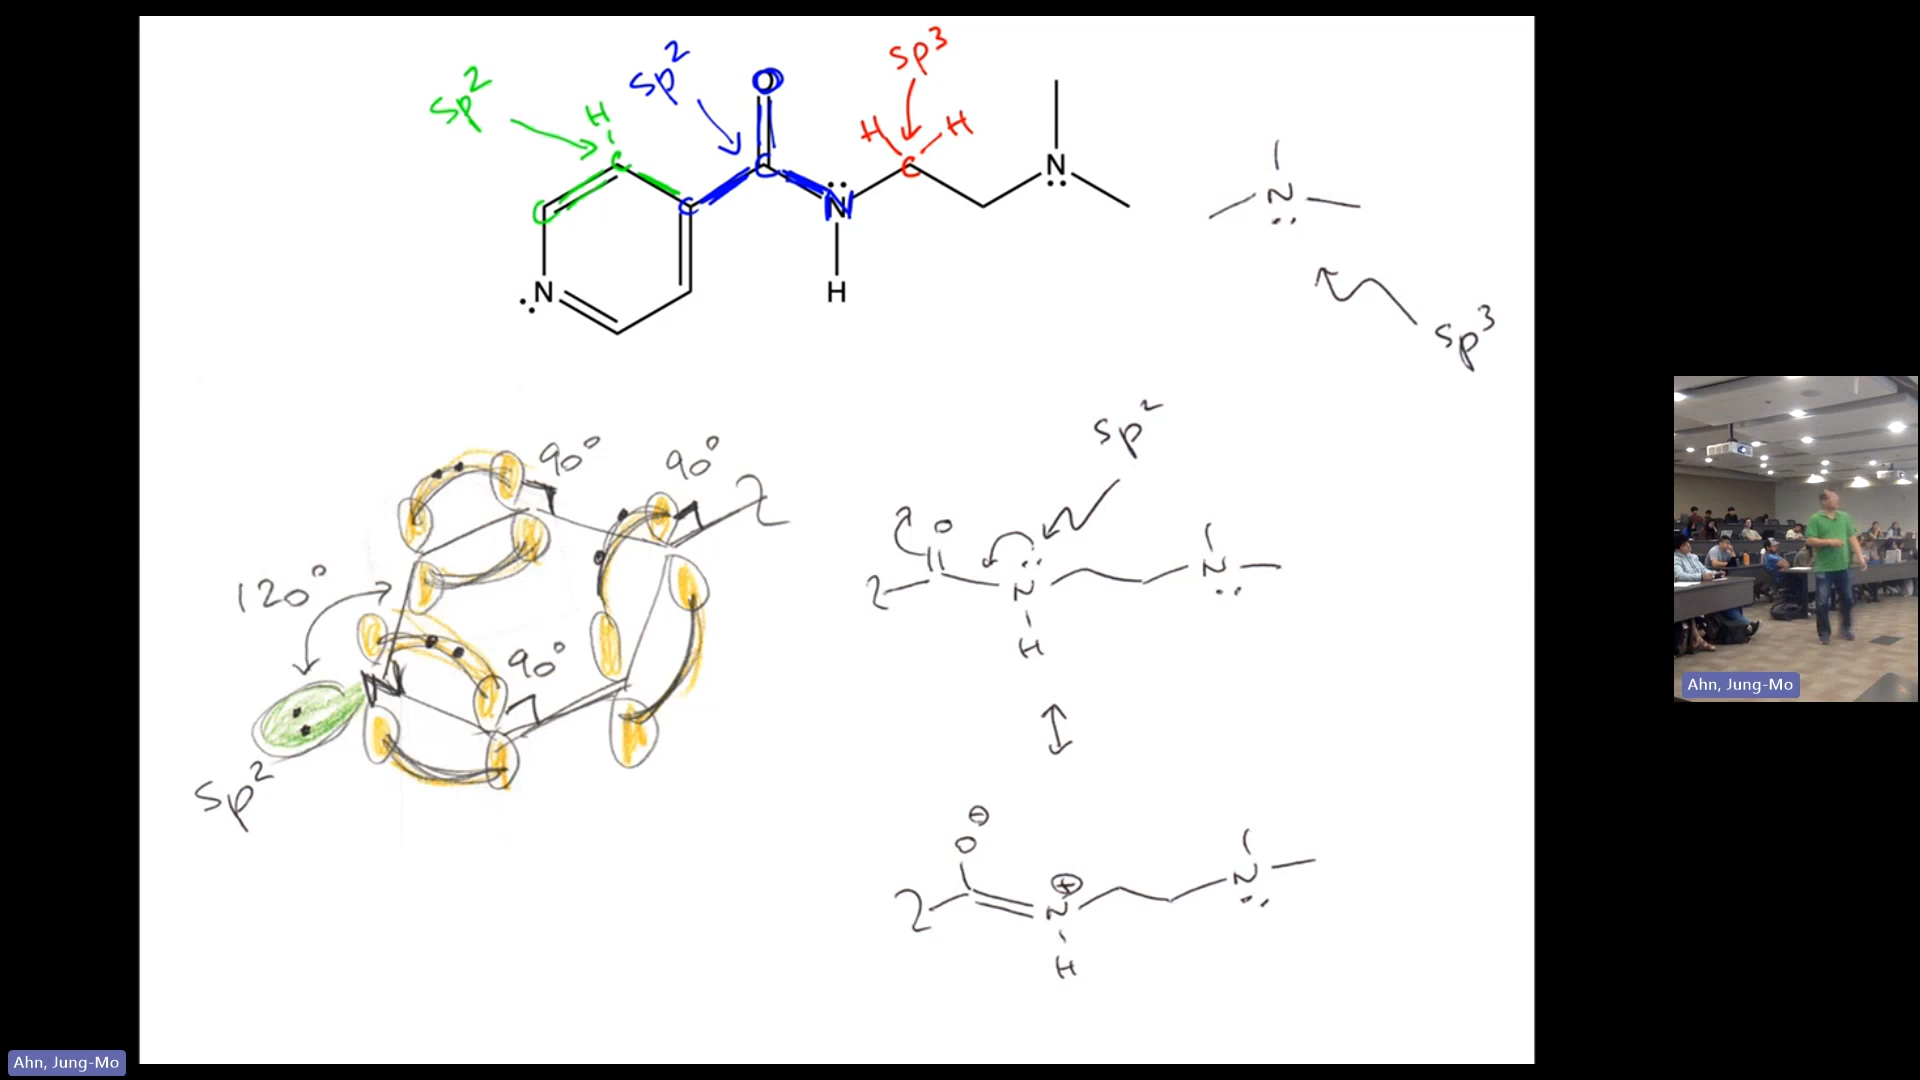 sp²
sp²
sp³
H
C
C
C
C
O
N
H
H
H
C
N
N
N
sp³
90°
90°
120°
90°
N
sp²
sp²
O
N
H
N
⊖
O
⊕
N
H
N
Ahn, Jung-Mo
Ahn, Jung-Mo